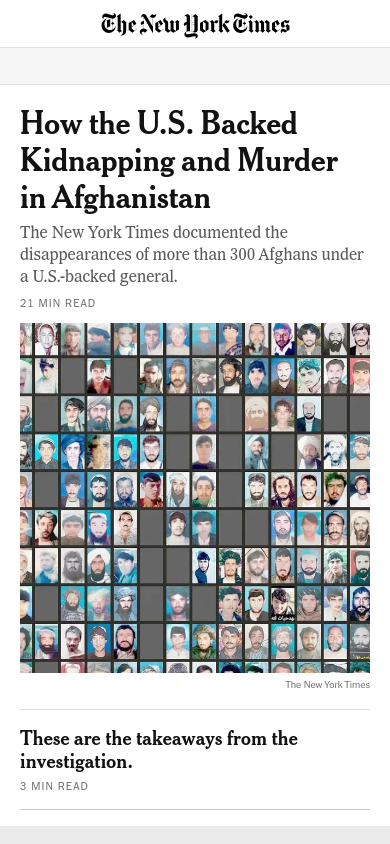 The New York Times
How the U.S. Backed
Kidnapping and Murder
in Afghanistan
The New York Times documented the
disappearances of more than 300 Afghans under
a U.S.-backed general.
21 MIN READ
The New York Times
These are the takeaways from the
investigation.
3 MIN READ